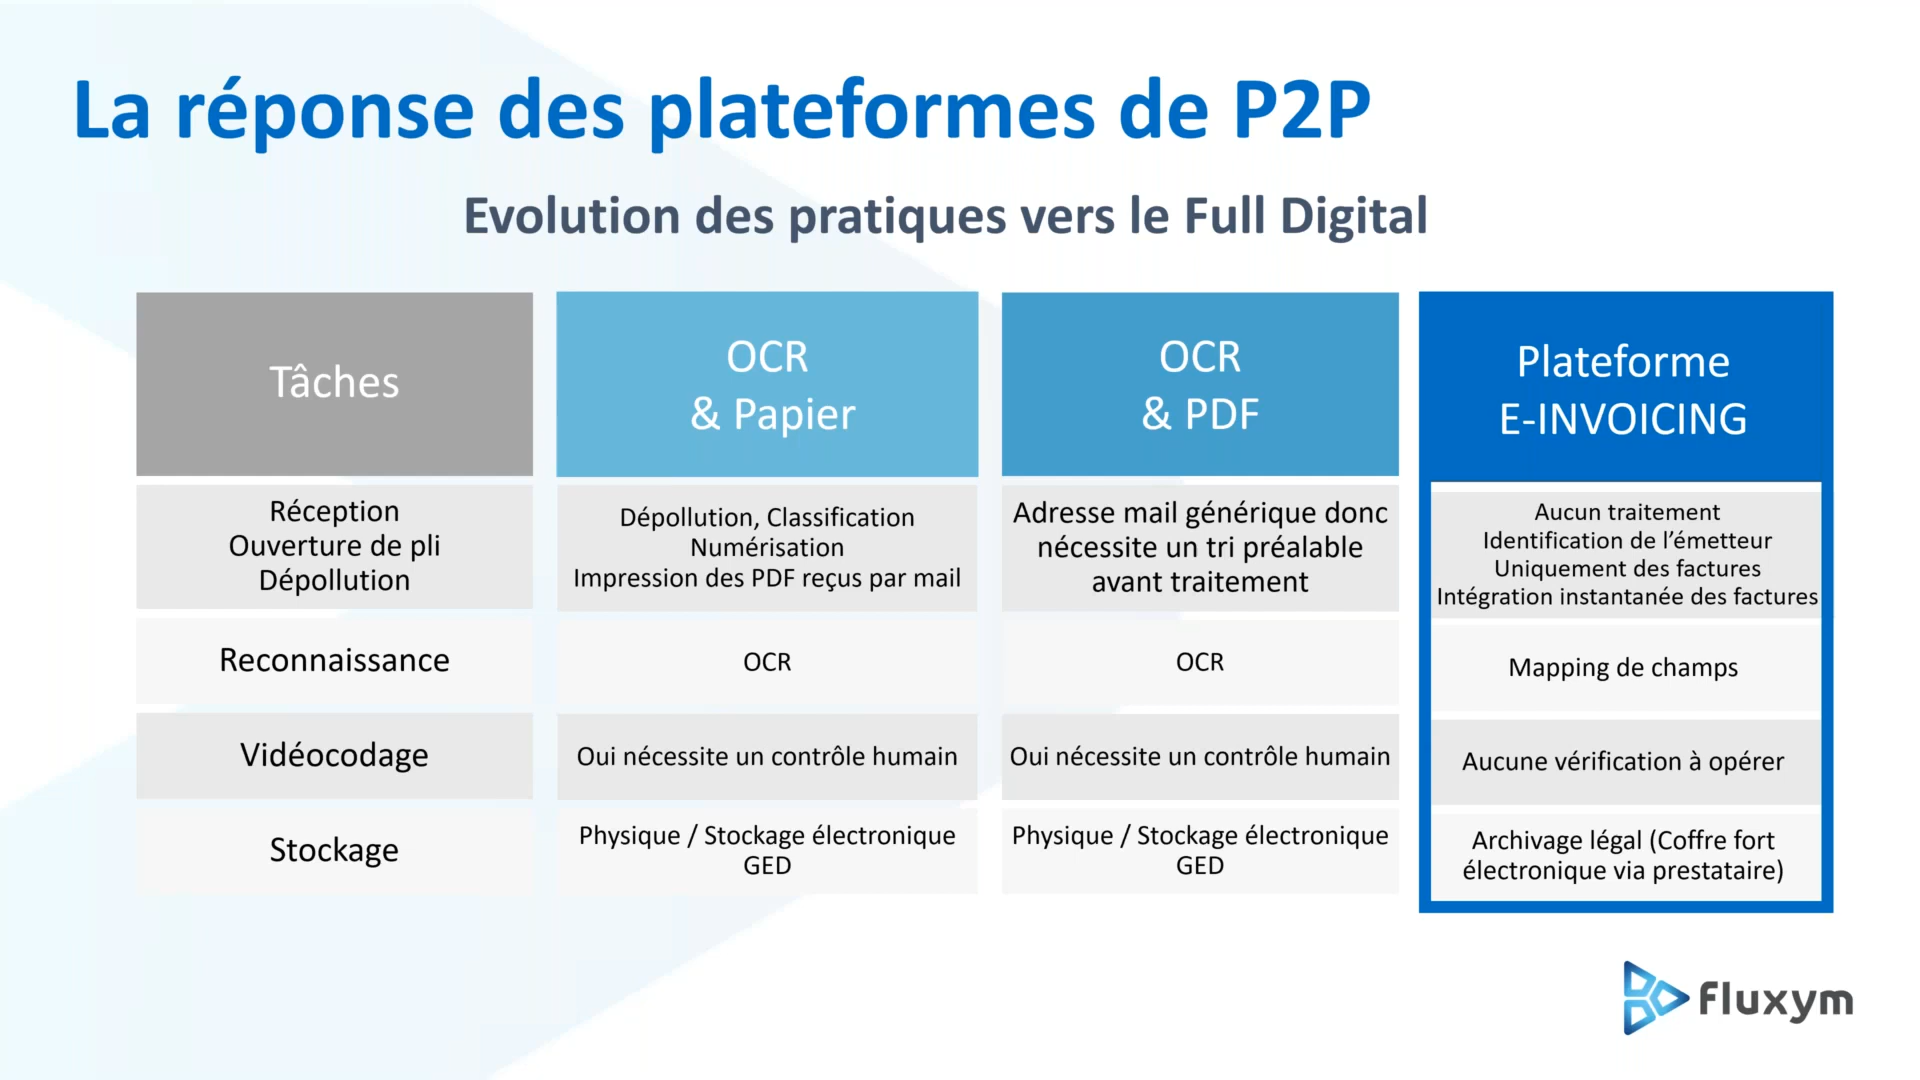 La réponse des plateformes de P2P
Evolution des pratiques vers le Full Digital
Tâches
OCR
& Papier
OCR
& PDF
Plateforme
E-INVOICING
Réception
Ouverture de pli
Dépollution
Dépollution, Classification
Numérisation
Impression des PDF reçus par mail
Adresse mail générique donc
nécessite un tri préalable
avant traitement
Aucun traitement
Identification de l’émetteur
Uniquement des factures
Intégration instantanée des factures
Reconnaissance
OCR
OCR
Mapping de champs
Vidéocodage
Oui nécessite un contrôle humain
Oui nécessite un contrôle humain
Aucune vérification à opérer
Stockage
Physique / Stockage électronique
GED
Physique / Stockage électronique
GED
Archivage légal (Coffre fort
électronique via prestataire)
fluxym